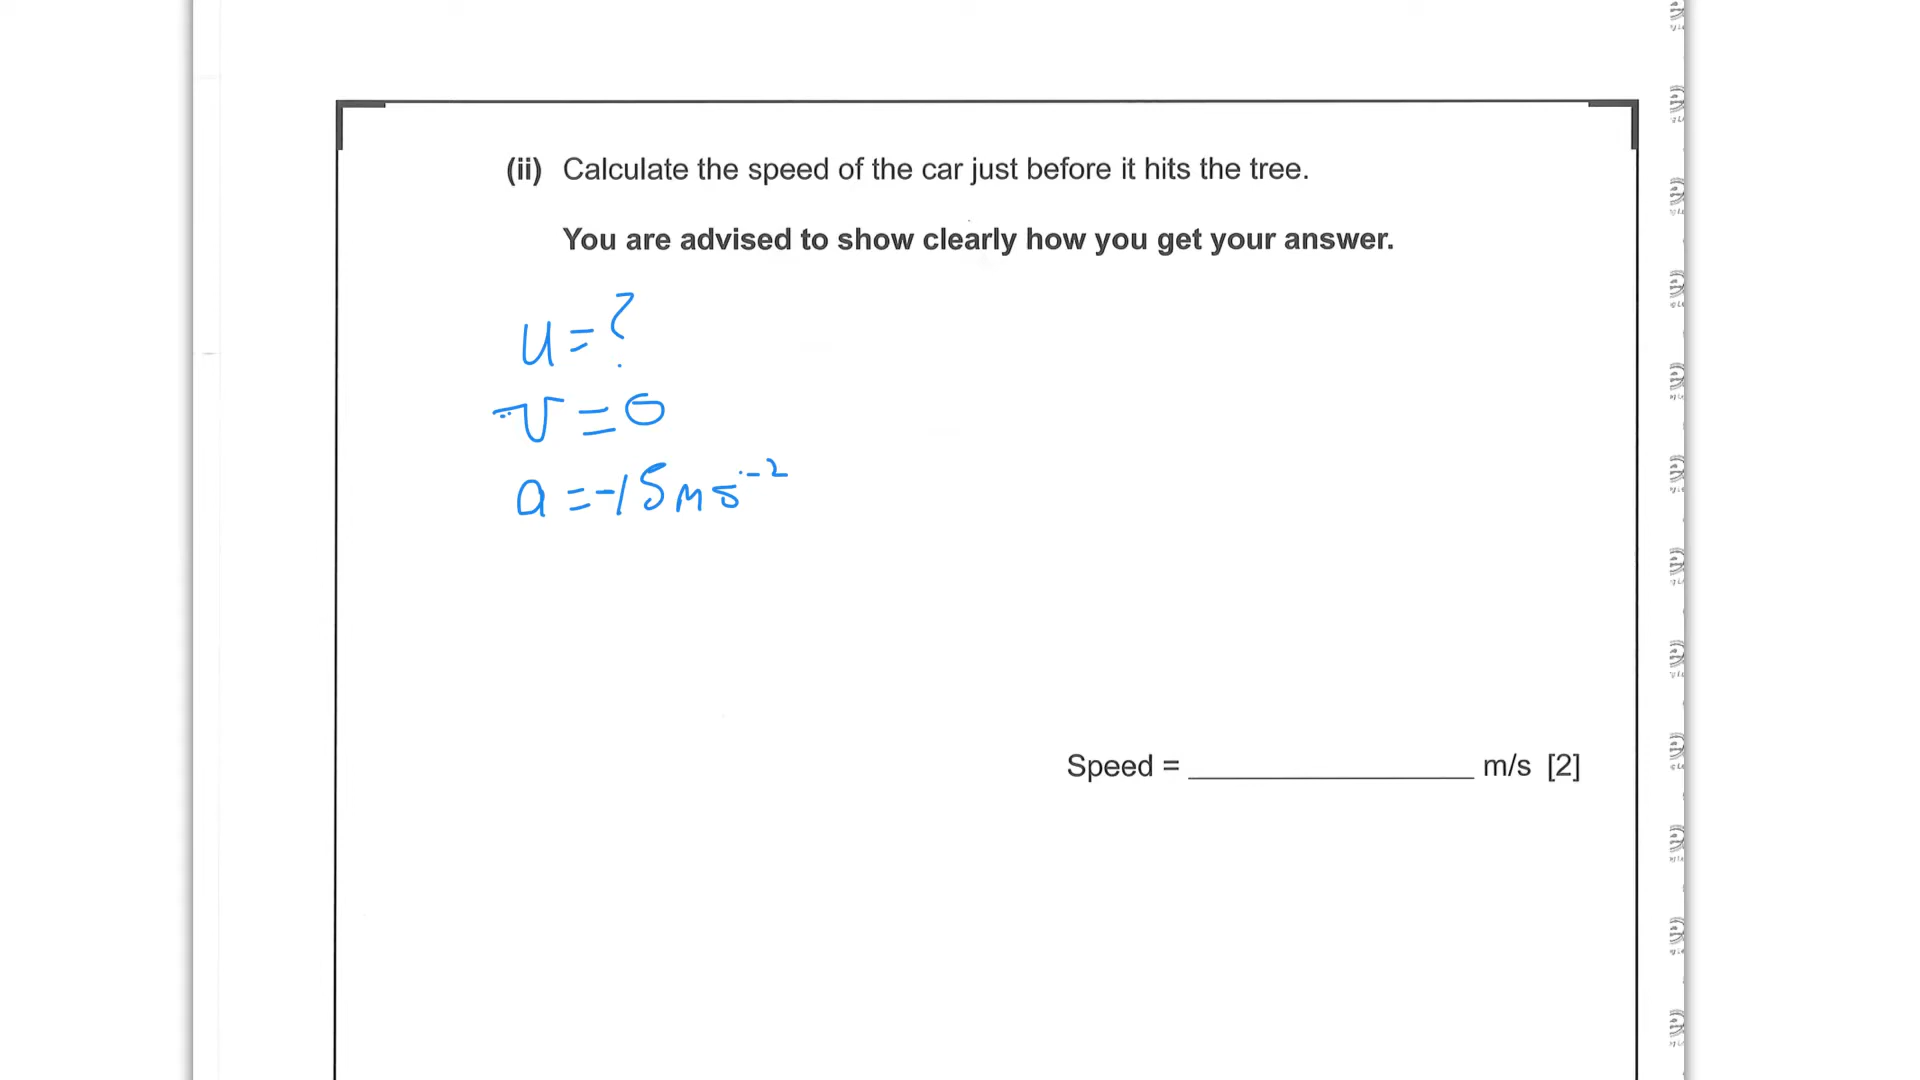 (ii) Calculate the speed of the car just before it hits the tree.
You are advised to show clearly how you get your answer.
u = ?
v = 0
a = -15ms⁻²
Speed = ____________ m/s [2]